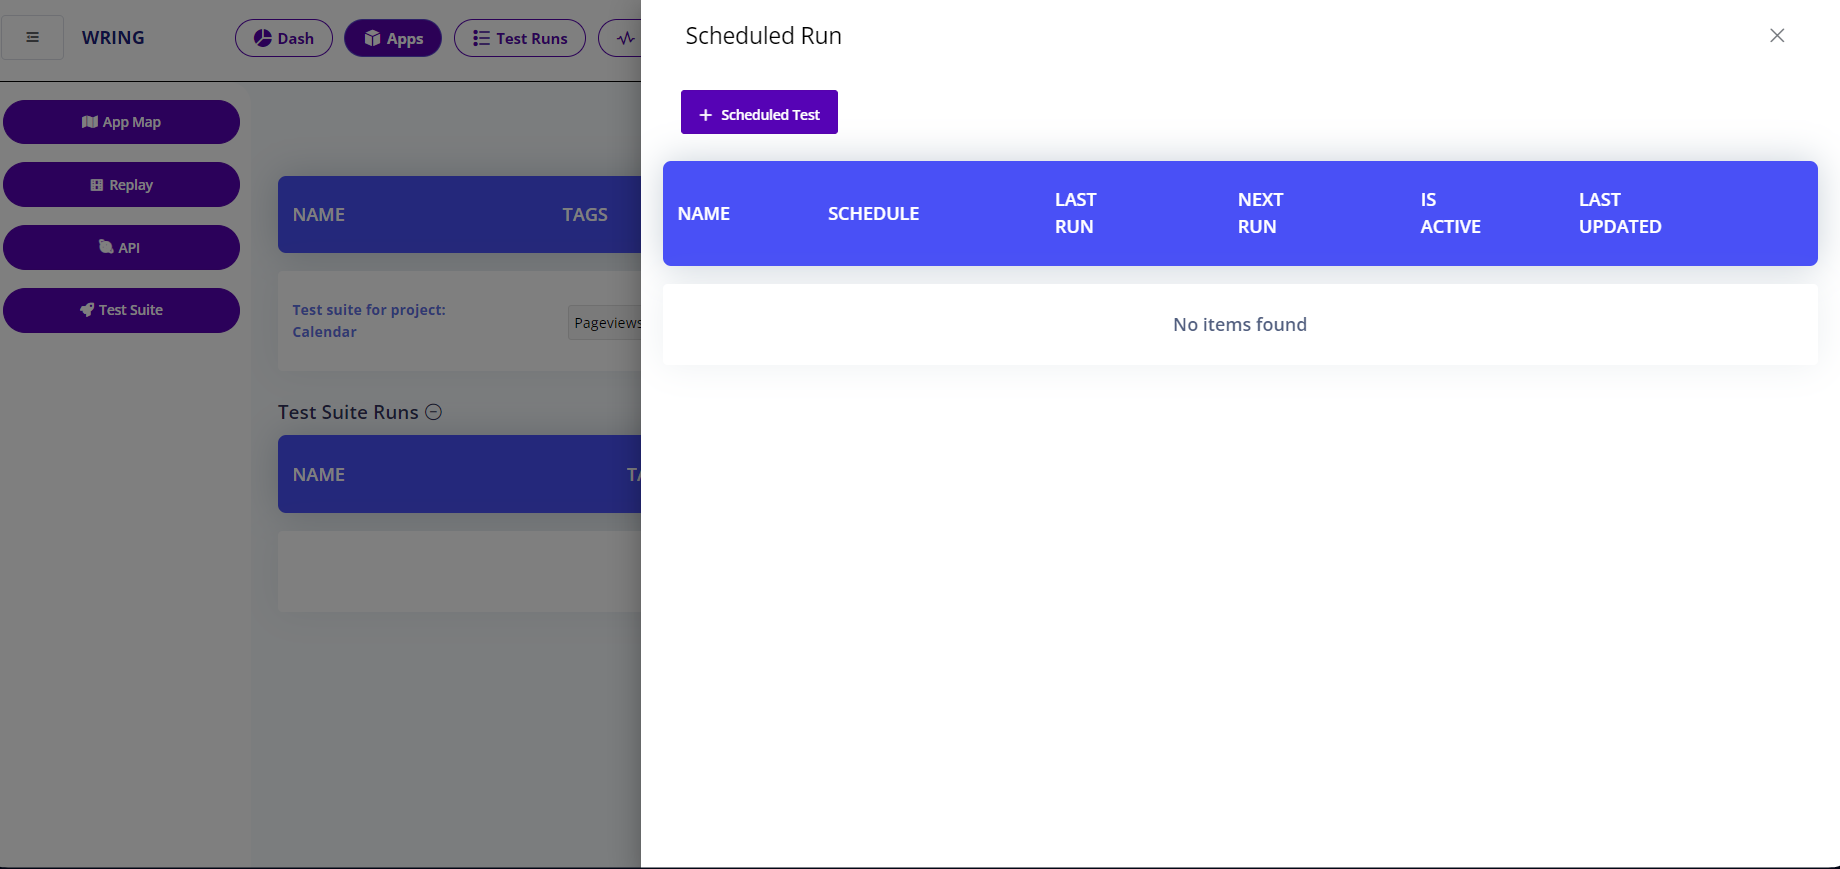 WRING
Dash
Apps
Test Runs
App Map
Replay
API
Test Suite
NAME TAGS
Test suite for project:
Calendar
Pageviews
Test Suite Runs
NAME
Scheduled Run
+ Scheduled Test
NAME SCHEDULE LAST RUN NEXT RUN IS ACTIVE LAST UPDATED
No items found